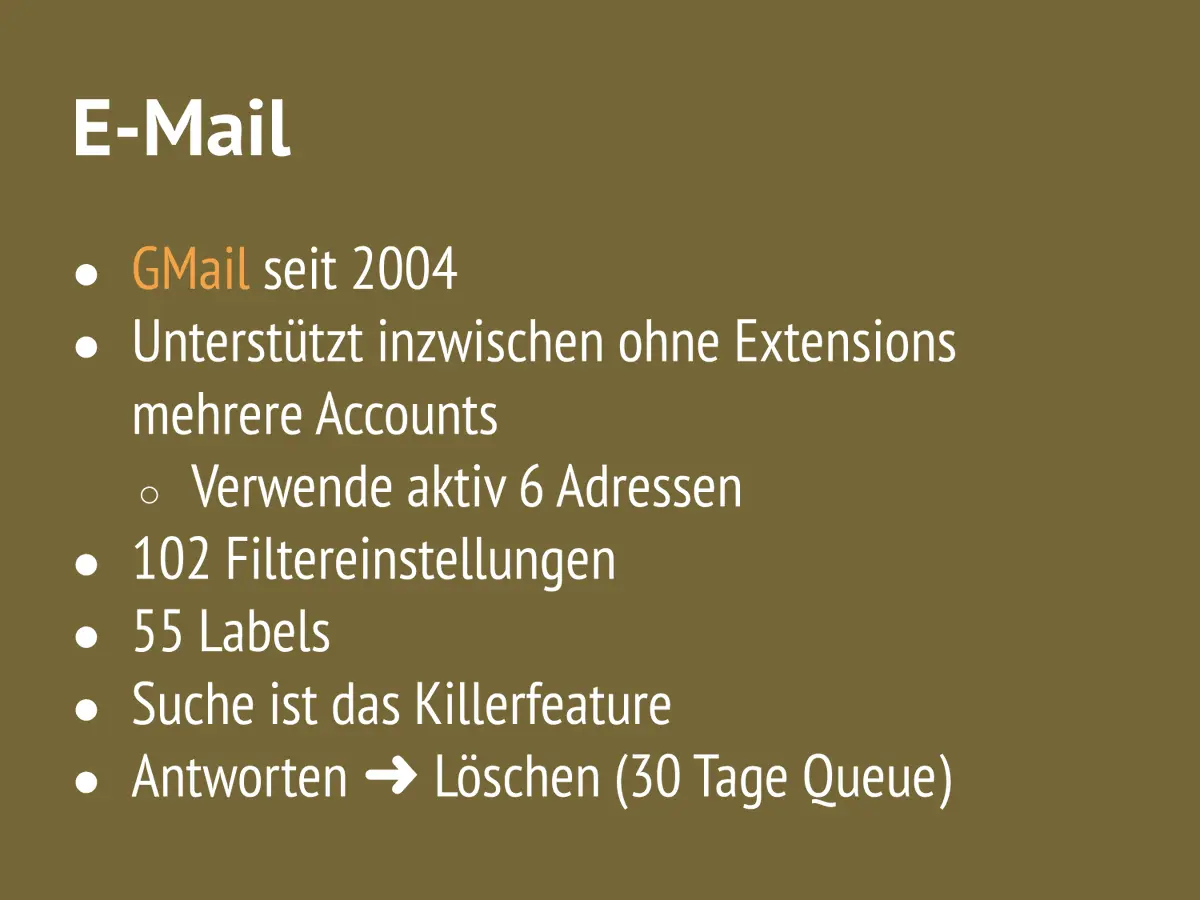 E-Mail
● GMail seit 2004
● Unterstützt inzwischen ohne Extensions
mehrere Accounts
○ Verwende aktiv 6 Adressen
● 102 Filtereinstellungen
● 55 Labels
● Suche ist das Killerfeature
● Antworten ➜ Löschen (30 Tage Queue)